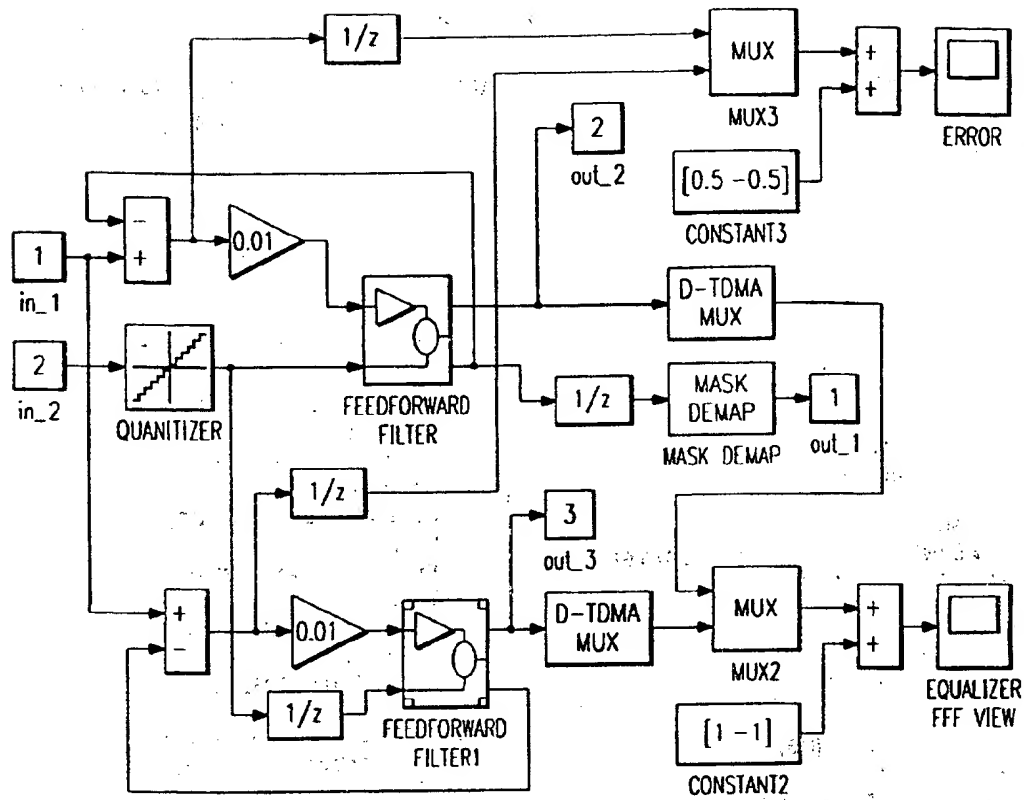 1/z
MUX
MUX3
+
+
ERROR
2
out_2
[0.5 -0.5]
CONSTANT3
-
+
0.01
1
in_1
D-TDMA
MUX
2
in_2
QUANITIZER
FEEDFORWARD
FILTER
1/z
MASK
DEMAP
MASK DEMAP
1
out_1
1/z
3
out_3
+
-
0.01
D-TDMA
MUX
MUX
MUX2
+
+
EQUALIZER
FFF VIEW
1/z
FEEDFORWARD
FILTER1
[1 -1]
CONSTANT2